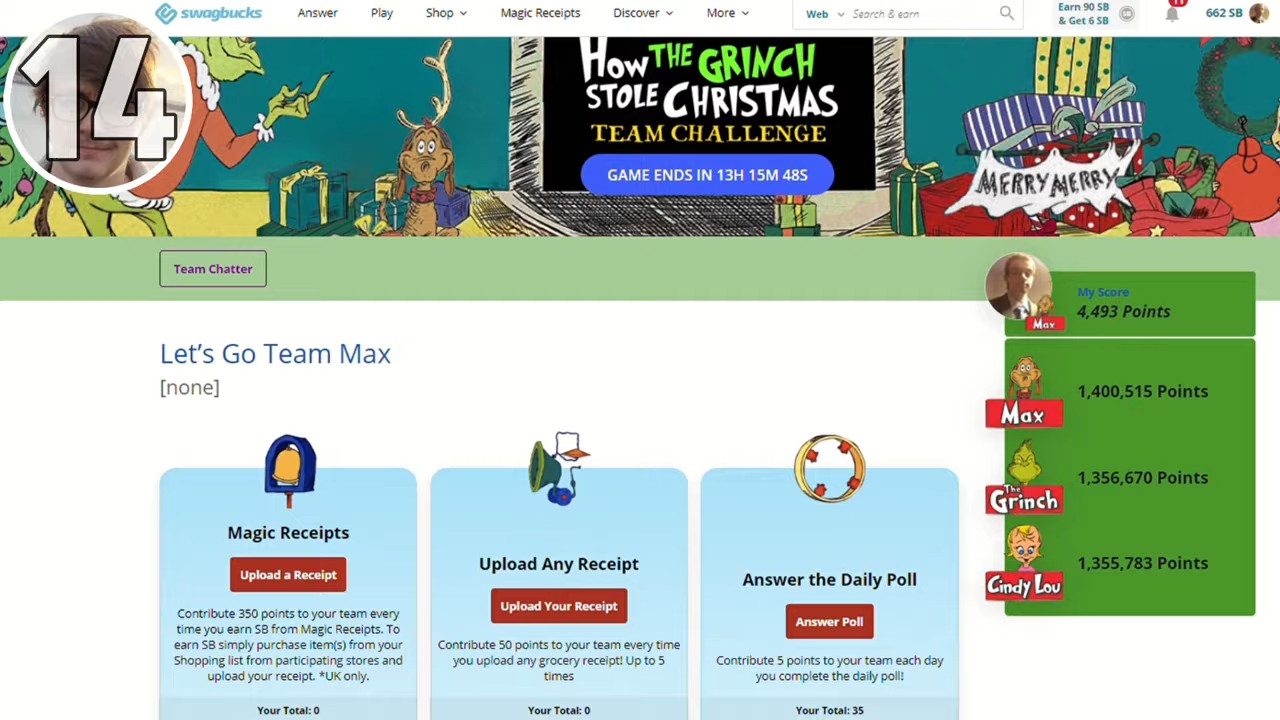 14
swagbucks
Answer
Play
Shop
Magic Receipts
Discover
More
Web
Search & earn
Earn 90 SB
& Get 6 SB
SB
11
662 SB
HOW THE GRINCH
STOLE CHRISTMAS
TEAM CHALLENGE
GAME ENDS IN 13H 15M 48S
MERRY MERRY
Team Chatter
My Score
4,493 Points
Max
Let’s Go Team Max
[none]
Max
1,400,515 Points
The
Grinch
1,356,670 Points
Cindy Lou
1,355,783 Points
Magic Receipts
Upload a Receipt
Contribute 350 points to your team every
time you earn SB from Magic Receipts. To
earn SB simply purchase item(s) from your
Shopping list from participating stores and
upload your receipt. *UK only.
Your Total: 0
Upload Any Receipt
Upload Your Receipt
Contribute 50 points to your team every time
you upload any grocery receipt! Up to 5
times
Your Total: 0
Answer the Daily Poll
Answer Poll
Contribute 5 points to your team each day
you complete the daily poll!
Your Total: 35